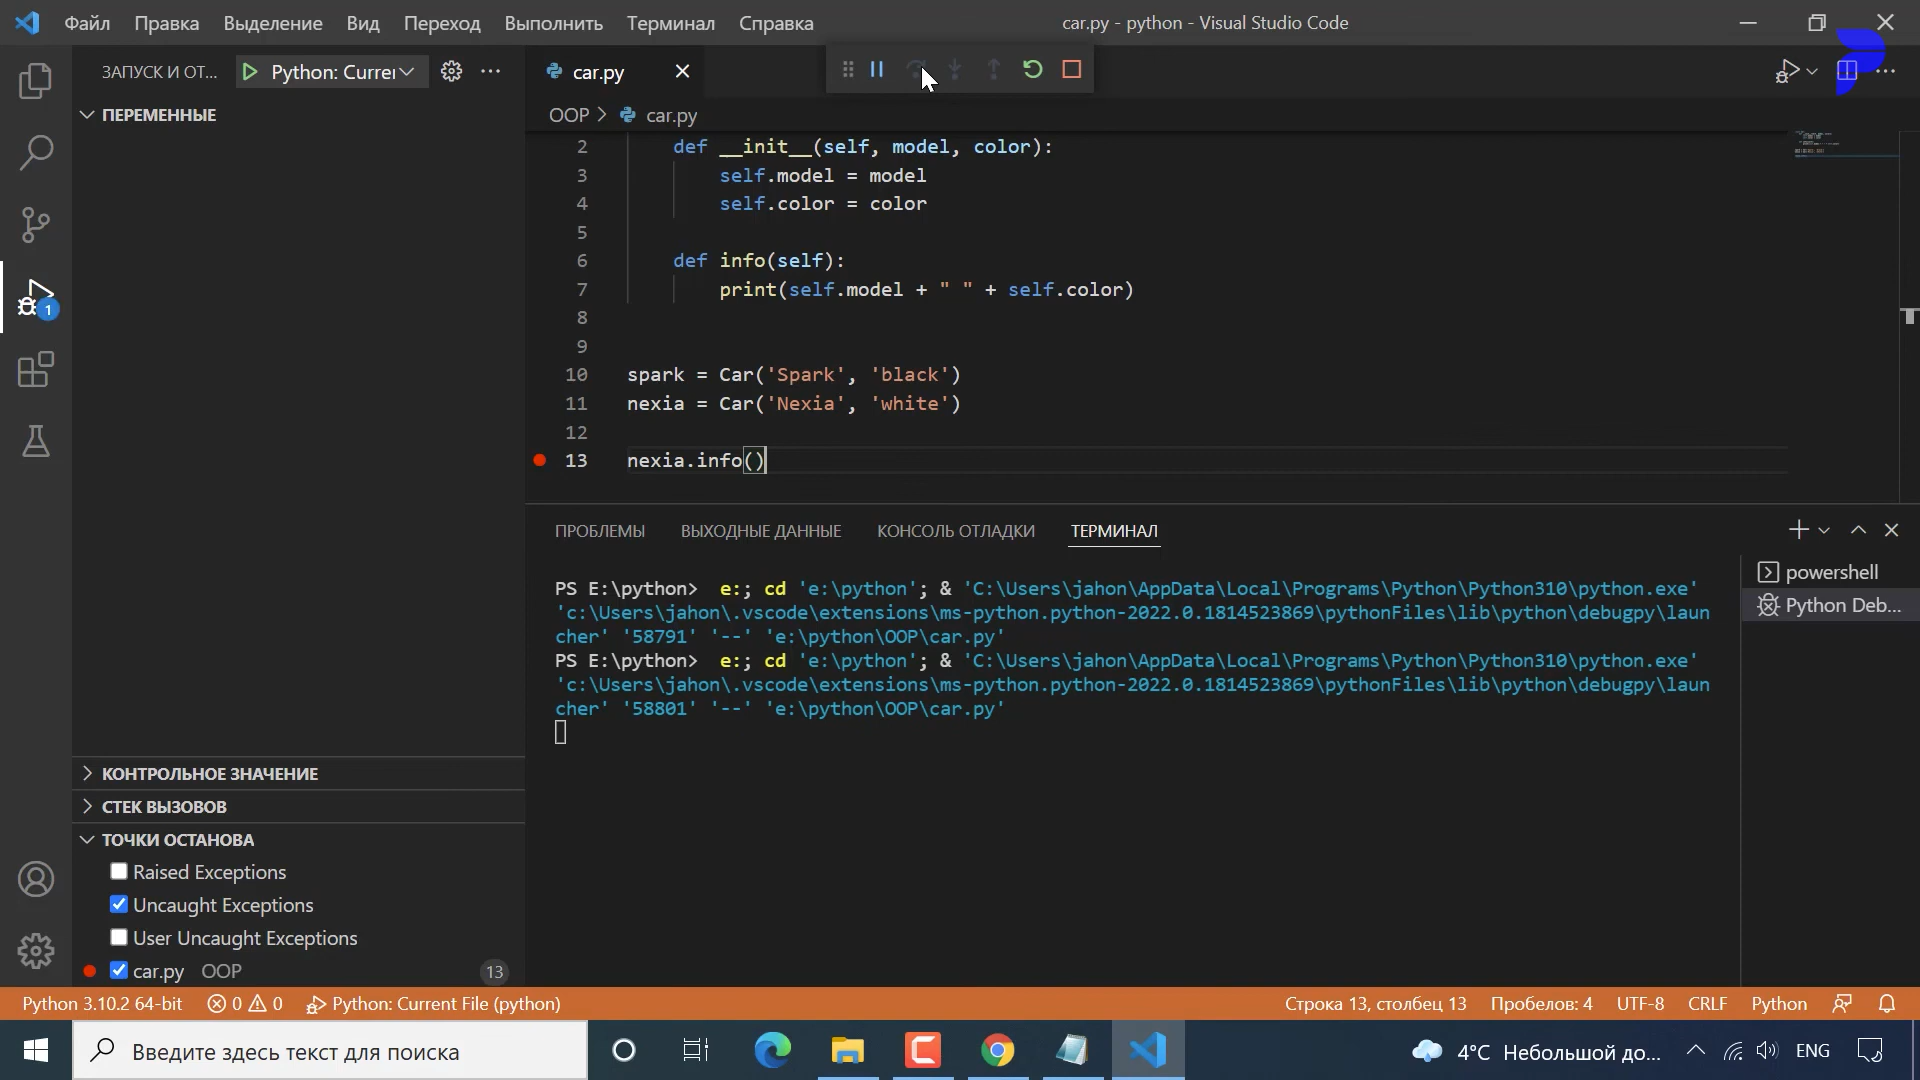 Файл Правка Выделение Вид Переход Выполнить Терминал Справка car.py - python - Visual Studio Code
ЗАПУСК И ОТ... Python: Currer car.py
ПЕРЕМЕННЫЕ
OOP > car.py
2 def __init__(self, model, color):
3 self.model = model
4 self.color = color
5
6 def info(self):
7 print(self.model + " " + self.color)
8
9
10 spark = Car('Spark', 'black')
11 nexia = Car('Nexia', 'white')
12
13 nexia.info()
1
ПРОБЛЕМЫ ВЫХОДНЫЕ ДАННЫЕ КОНСОЛЬ ОТЛАДКИ ТЕРМИНАЛ
PS E:\python>  e:; cd 'e:\python'; & 'C:\Users\jahon\AppData\Local\Programs\Python\Python310\python.exe'
'c:\Users\jahon\.vscode\extensions\ms-python.python-2022.0.1814523869\pythonFiles\lib\python\debugpy\laun
cher' '58791' '--' 'e:\python\OOP\car.py'
PS E:\python>  e:; cd 'e:\python'; & 'C:\Users\jahon\AppData\Local\Programs\Python\Python310\python.exe'
'c:\Users\jahon\.vscode\extensions\ms-python.python-2022.0.1814523869\pythonFiles\lib\python\debugpy\laun
cher' '58801' '--' 'e:\python\OOP\car.py'
powershell
Python Deb...
КОНТРОЛЬНОЕ ЗНАЧЕНИЕ
СТЕК ВЫЗОВОВ
ТОЧКИ ОСТАНОВА
Raised Exceptions
Uncaught Exceptions
User Uncaught Exceptions
car.py OOP 13
Python 3.10.2 64-bit 0 0 Python: Current File (python) Строка 13, столбец 13 Пробелов: 4 UTF-8 CRLF Python
Введите здесь текст для поиска 4°C Небольшой до... ENG